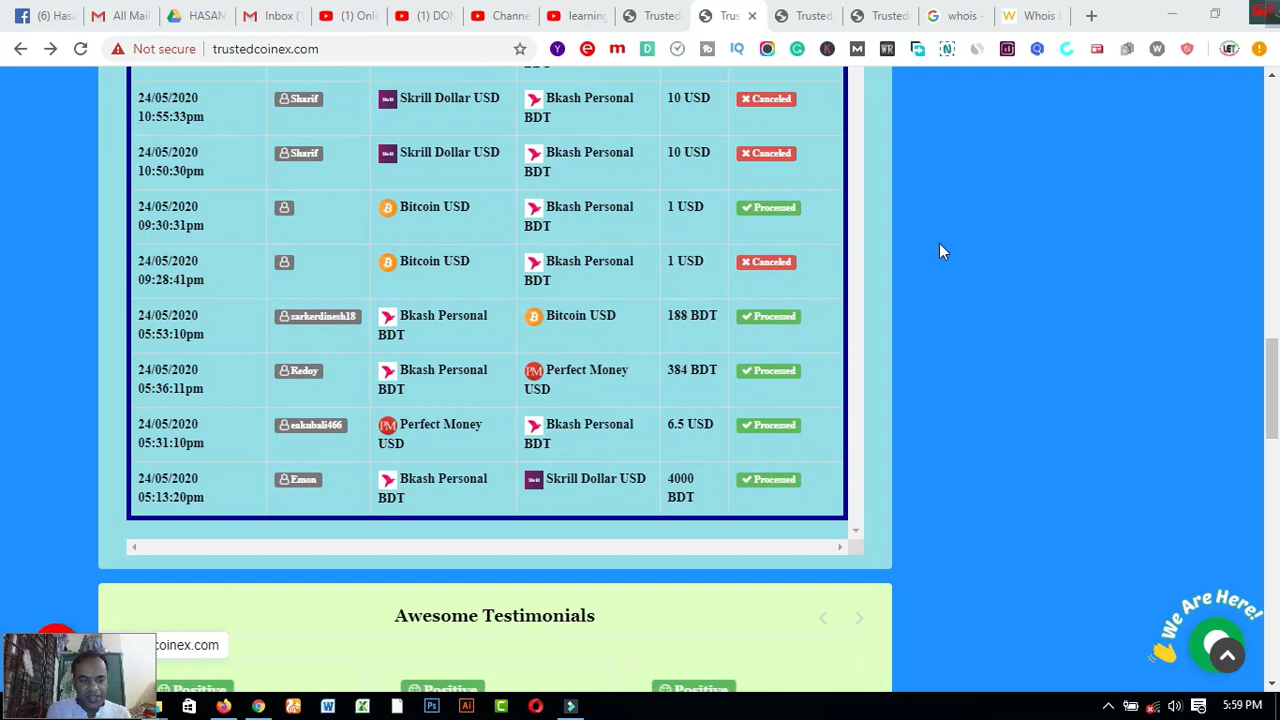 Hasa
All Mail
HASAN
Inbox (
(1) Onli
(1) DO
Channe
learning
Trusted
Trus
Trusted
Trusted
whois -
Whois L
Not secure
trustedcoinex.com
24/05/2020 Sharif Skrill Dollar USD Bkash Personal 10 USD Canceled
10:55:33pm BDT
24/05/2020 Sharif Skrill Dollar USD Bkash Personal 10 USD Canceled
10:50:30pm BDT
24/05/2020 Bitcoin USD Bkash Personal 1 USD Processed
09:30:31pm BDT
24/05/2020 Bitcoin USD Bkash Personal 1 USD Canceled
09:28:41pm BDT
24/05/2020 sarkerdinesh18 Bkash Personal Bitcoin USD 188 BDT Processed
05:53:10pm BDT
24/05/2020 Redoy Bkash Personal Perfect Money 384 BDT Processed
05:36:11pm BDT USD
24/05/2020 eakubali466 Perfect Money Bkash Personal 6.5 USD Processed
05:31:10pm USD BDT
24/05/2020 Emon Bkash Personal Skrill Dollar USD 4000 Processed
05:13:20pm BDT BDT
Awesome Testimonials
We Are Here!
coinex.com
Positive
Positive
Positive
5:59 PM